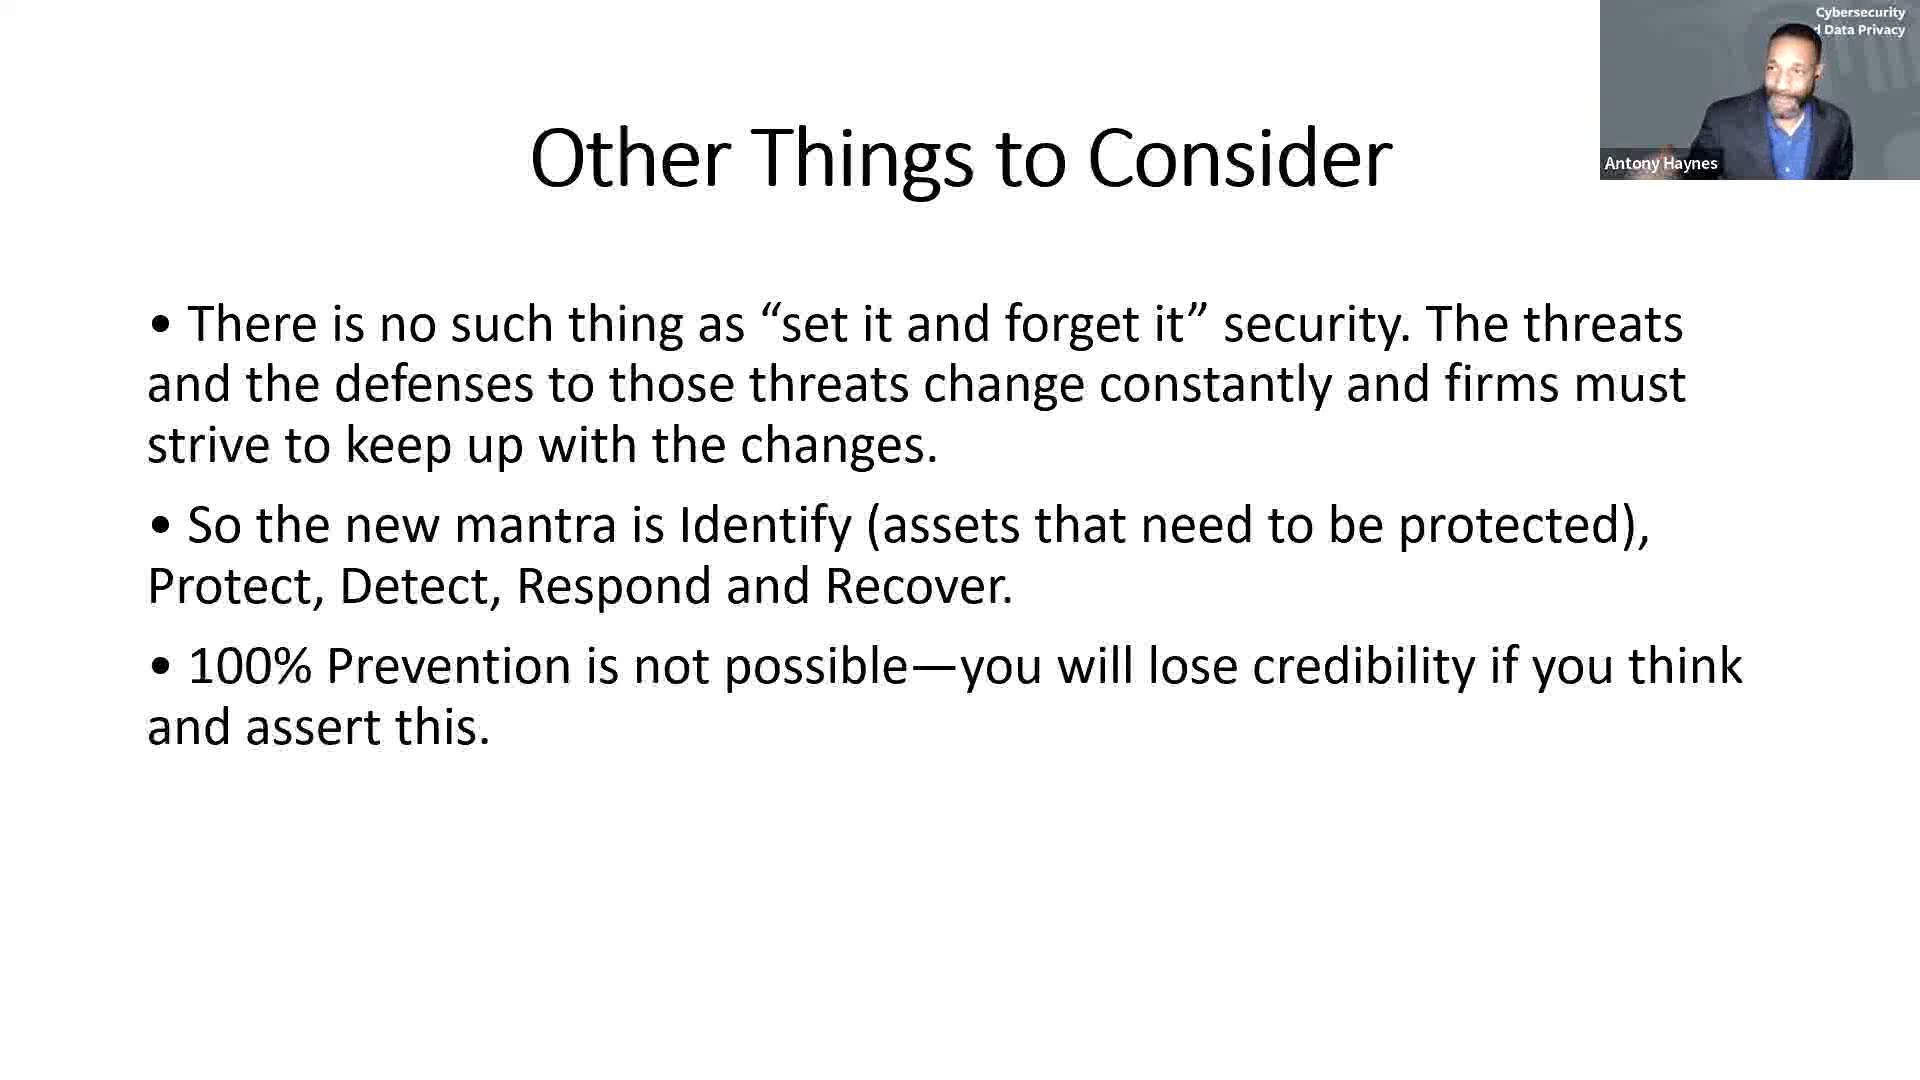 Cybersecurity
d Data Privacy
Antony Haynes
Other Things to Consider
• There is no such thing as “set it and forget it” security. The threats
and the defenses to those threats change constantly and firms must
strive to keep up with the changes.
• So the new mantra is Identify (assets that need to be protected),
Protect, Detect, Respond and Recover.
• 100% Prevention is not possible—you will lose credibility if you think
and assert this.